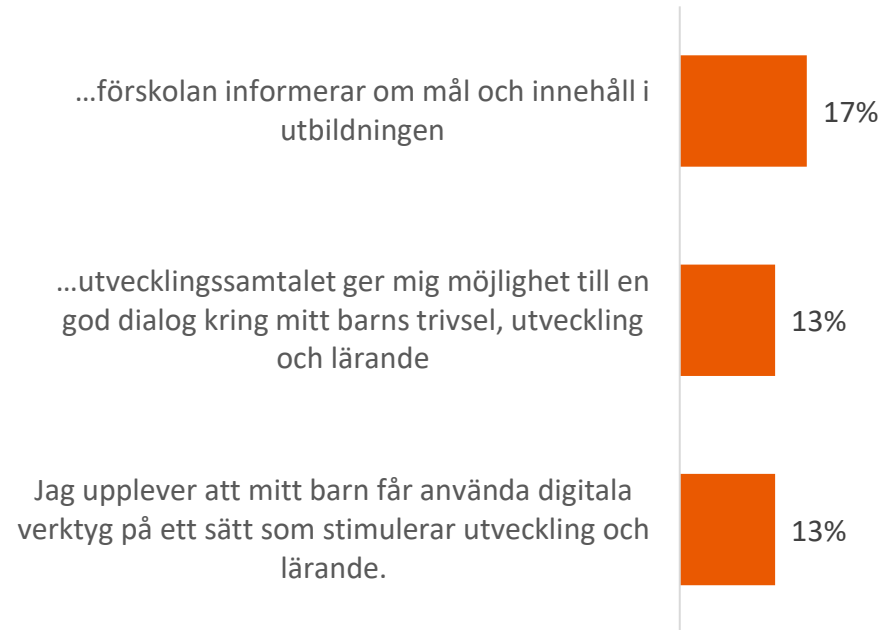 …förskolan informerar om mål och innehåll i
utbildningen
17%
…utvecklingssamtalet ger mig möjlighet till en
god dialog kring mitt barns trivsel, utveckling
och lärande
13%
Jag upplever att mitt barn får använda digitala
verktyg på ett sätt som stimulerar utveckling och
lärande.
13%